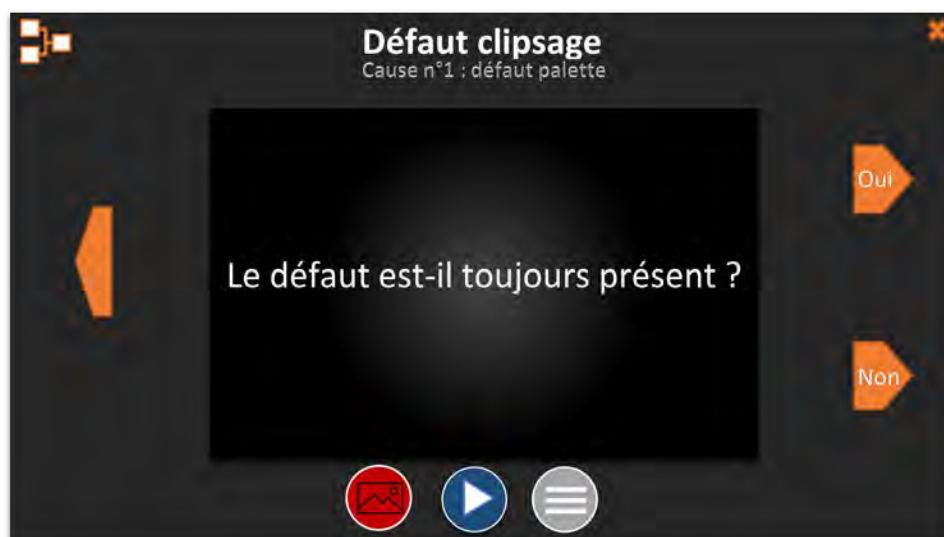 Défaut clipsage
Cause n°1 : défaut palette
Oui
Le défaut est-il toujours présent ?
Non